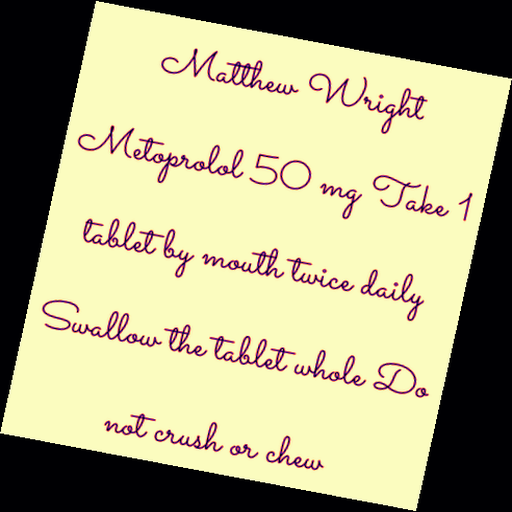 Matthew Wright
Metoprolol 50 mg Take 1
tablet by mouth twice daily
Swallow the tablet whole Do
not crush or chew